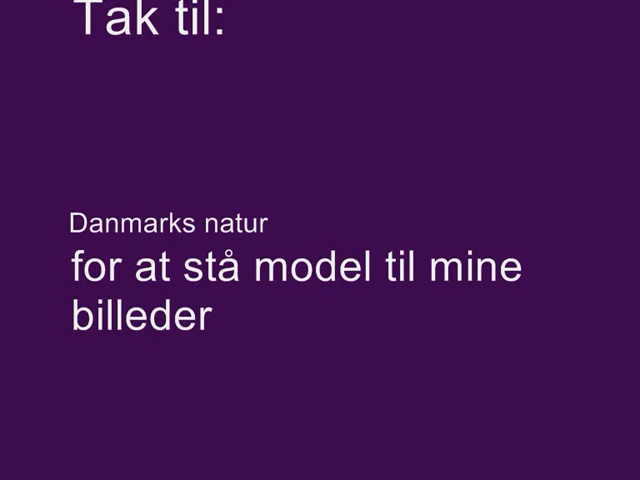 Tak til:
Danmarks natur
for at stå model til mine
billeder